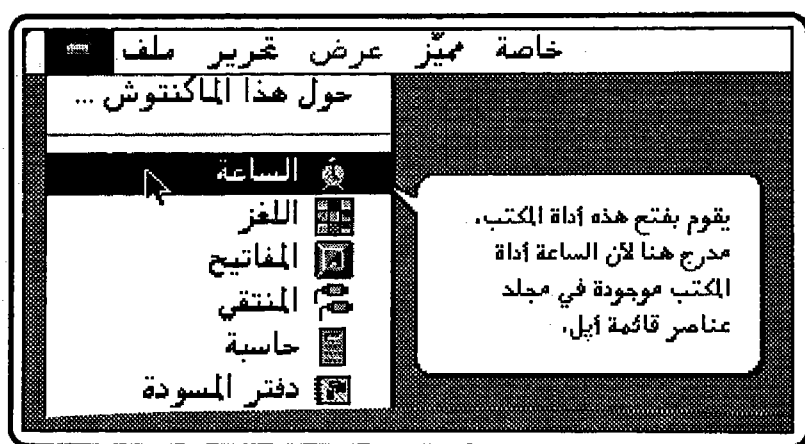 ملف تحرير عرض مميّز خاصة
حول هذا الماكنتوش ...
الساعة
اللغز
المفاتيح
المنتقي
حاسبة
دفتر المسودة
يقوم بفتح هذه أداة المكتب.
مدرج هنا لأن الساعة أداة
المكتب موجودة في مجلد
عناصر قائمة أپل.